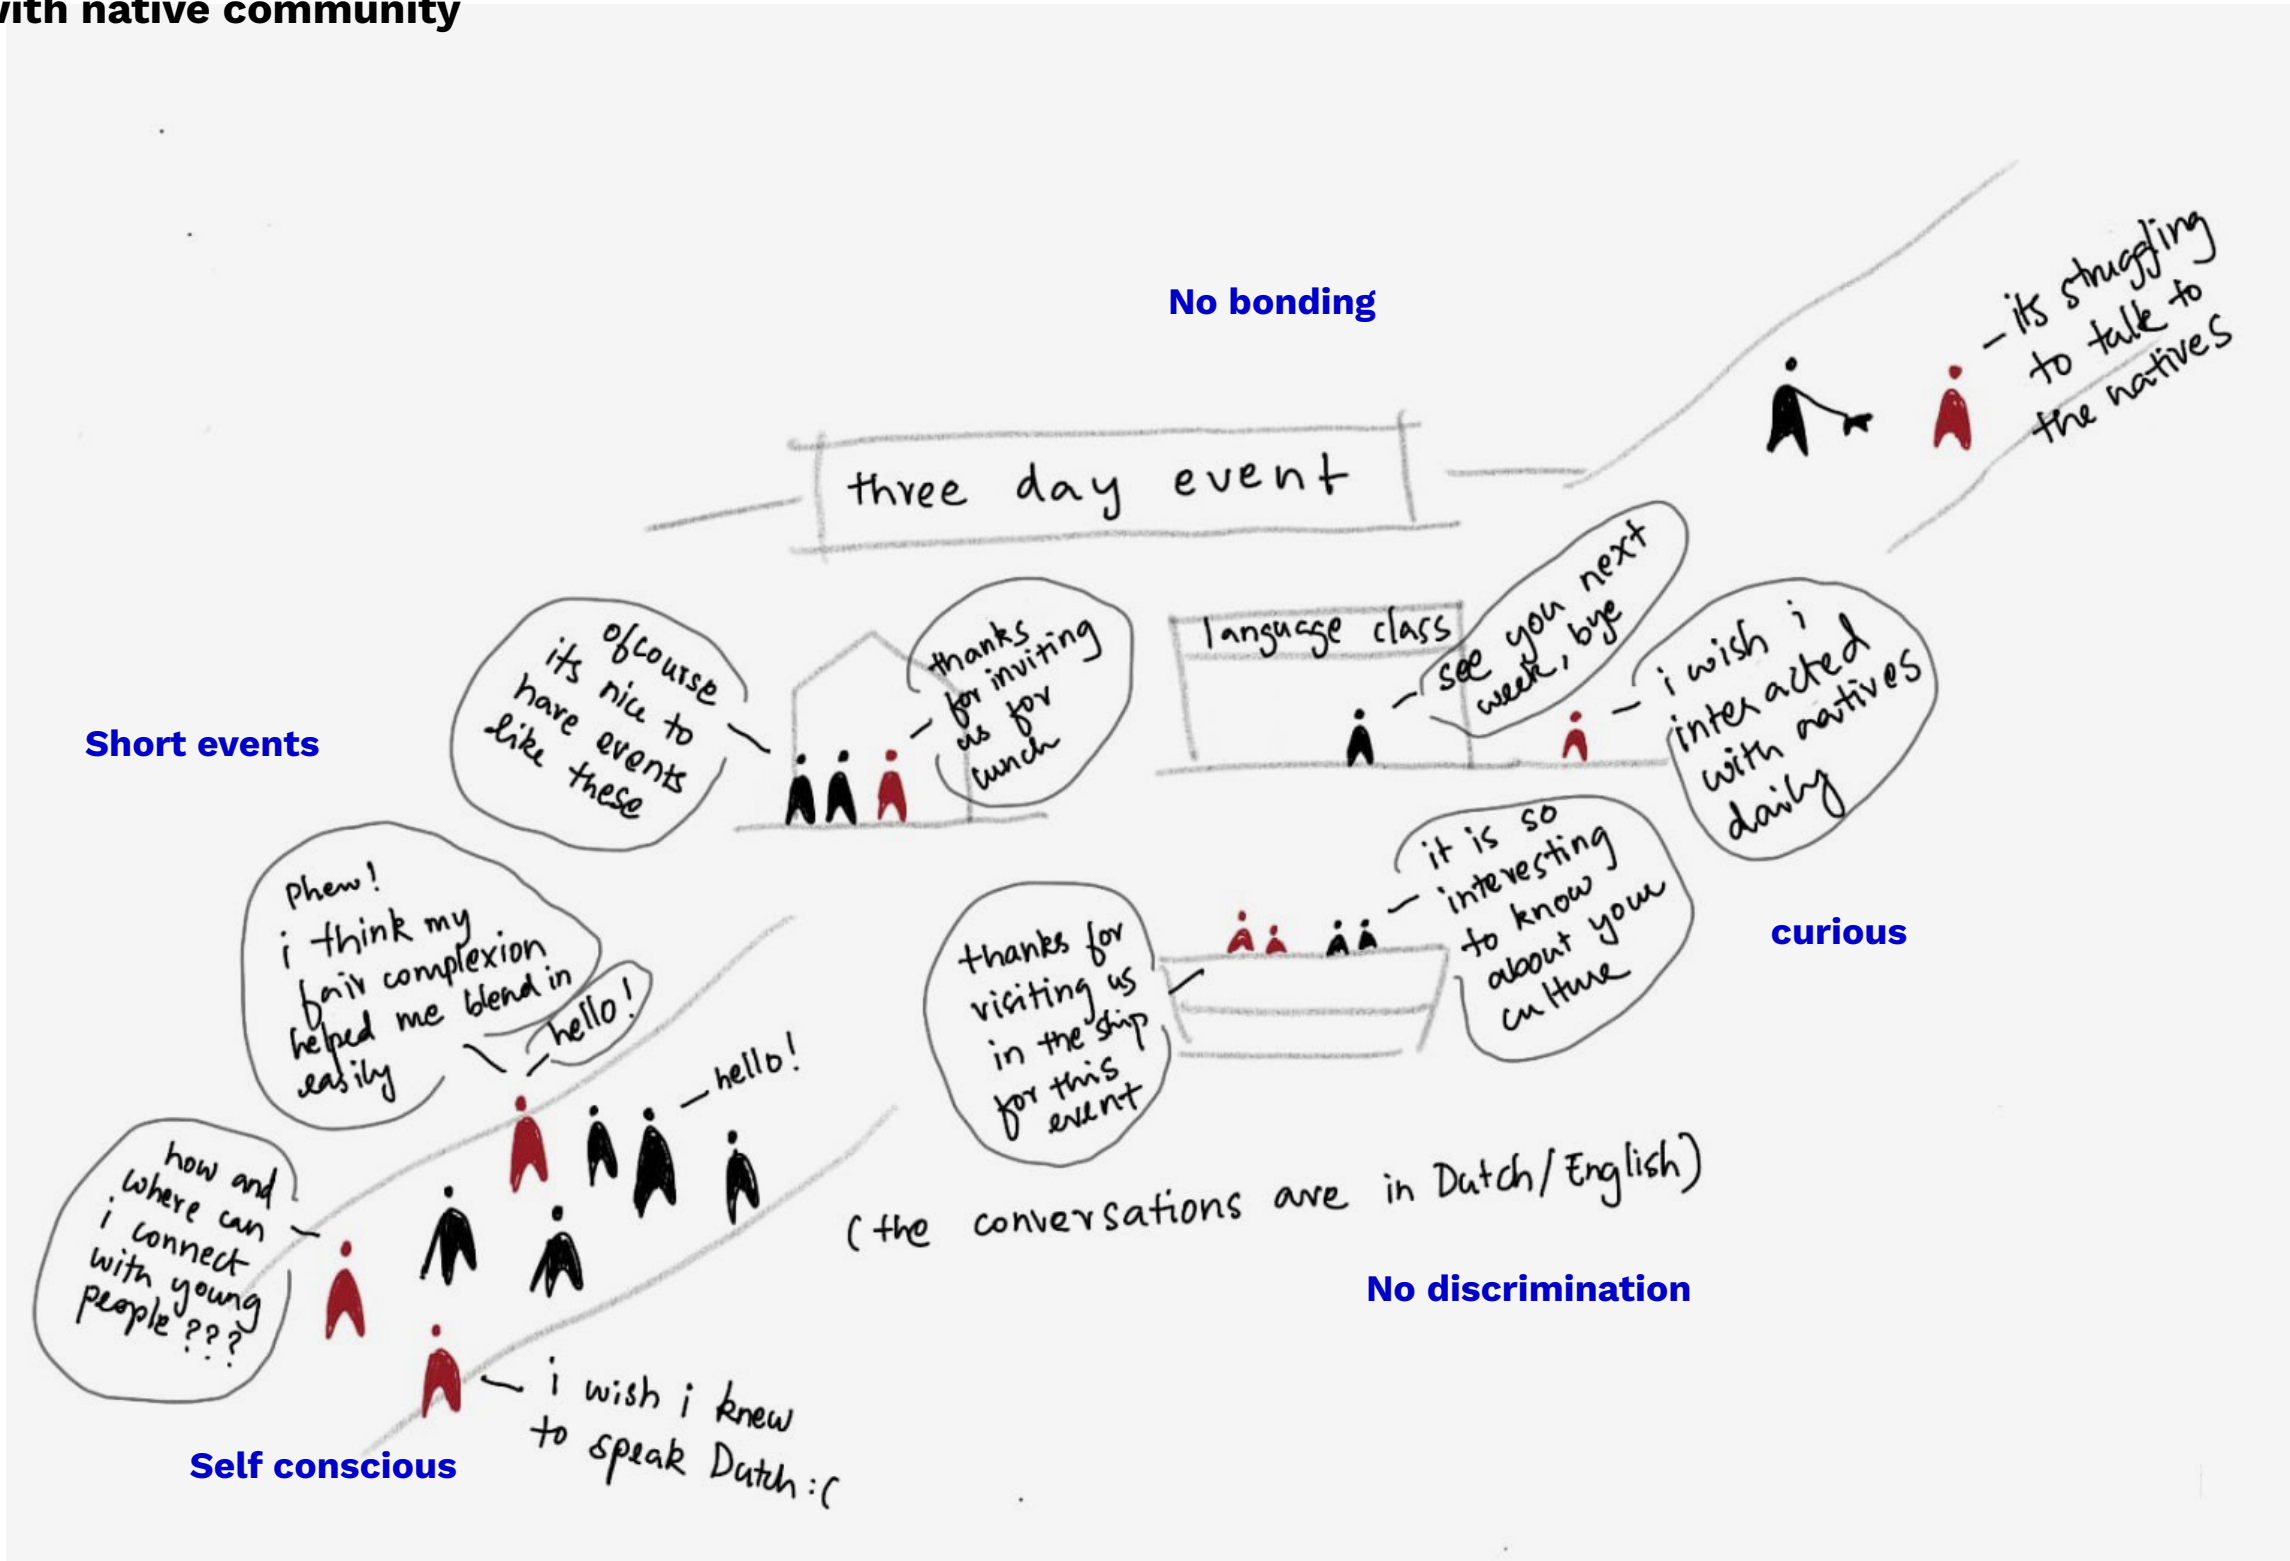 with native community
No bonding
its struggling
to talk to
the natives
three day event
ofcourse
its nice to
have events
like these
thanks
for inviting
us for
lunch
language class
see you next
week, bye
i wish i
interacted
with natives
daily
Short events
Phew!
i think my
fair complexion
helped me blend in
easily
hello!
hello!
thanks for
visiting us
in the ship
for this
event
it is so
interesting
to know
about your
culture
curious
how and
where can
i connect
with young
people???
(the conversations are in Dutch/English)
No discrimination
i wish i knew
to speak Dutch :(
Self conscious